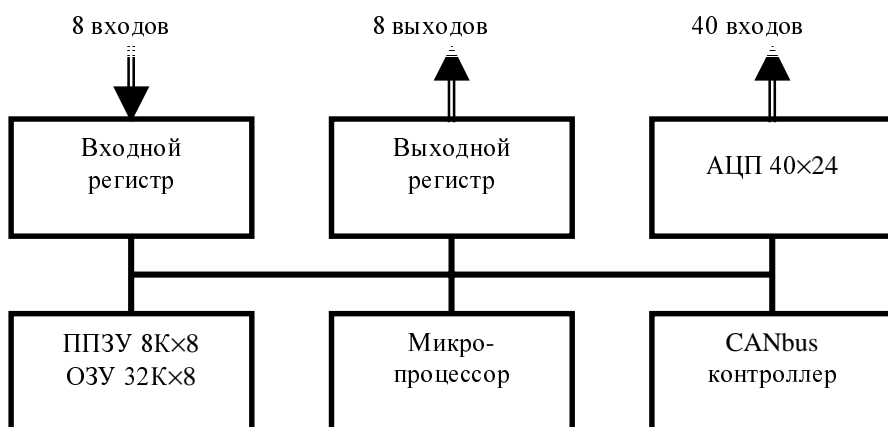 8 входов
8 выходов
40 входов
Входной
регистр
Выходной
регистр
АЦП 40×24
ППЗУ 8К×8
ОЗУ 32К×8
Микро-
процессор
CANbus
контроллер